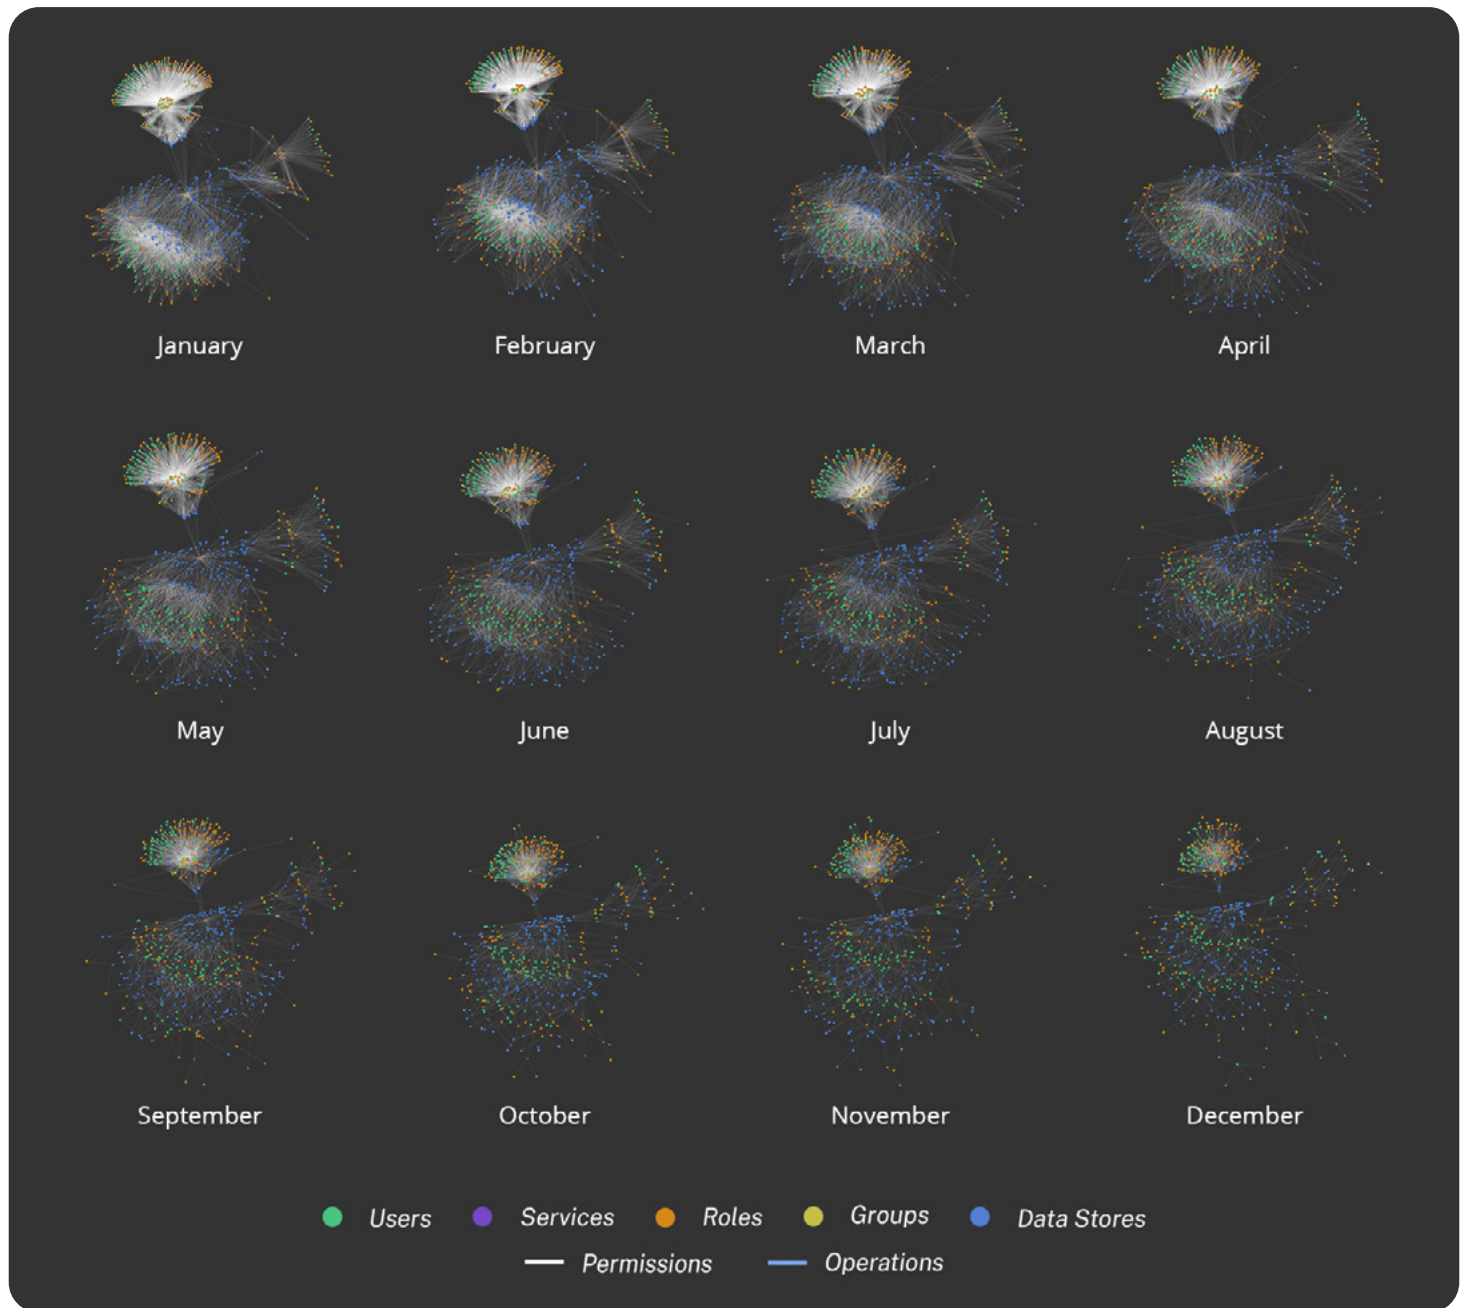 January February March April
May June July August
September October November December
Users Services Roles Groups Data Stores
Permissions Operations